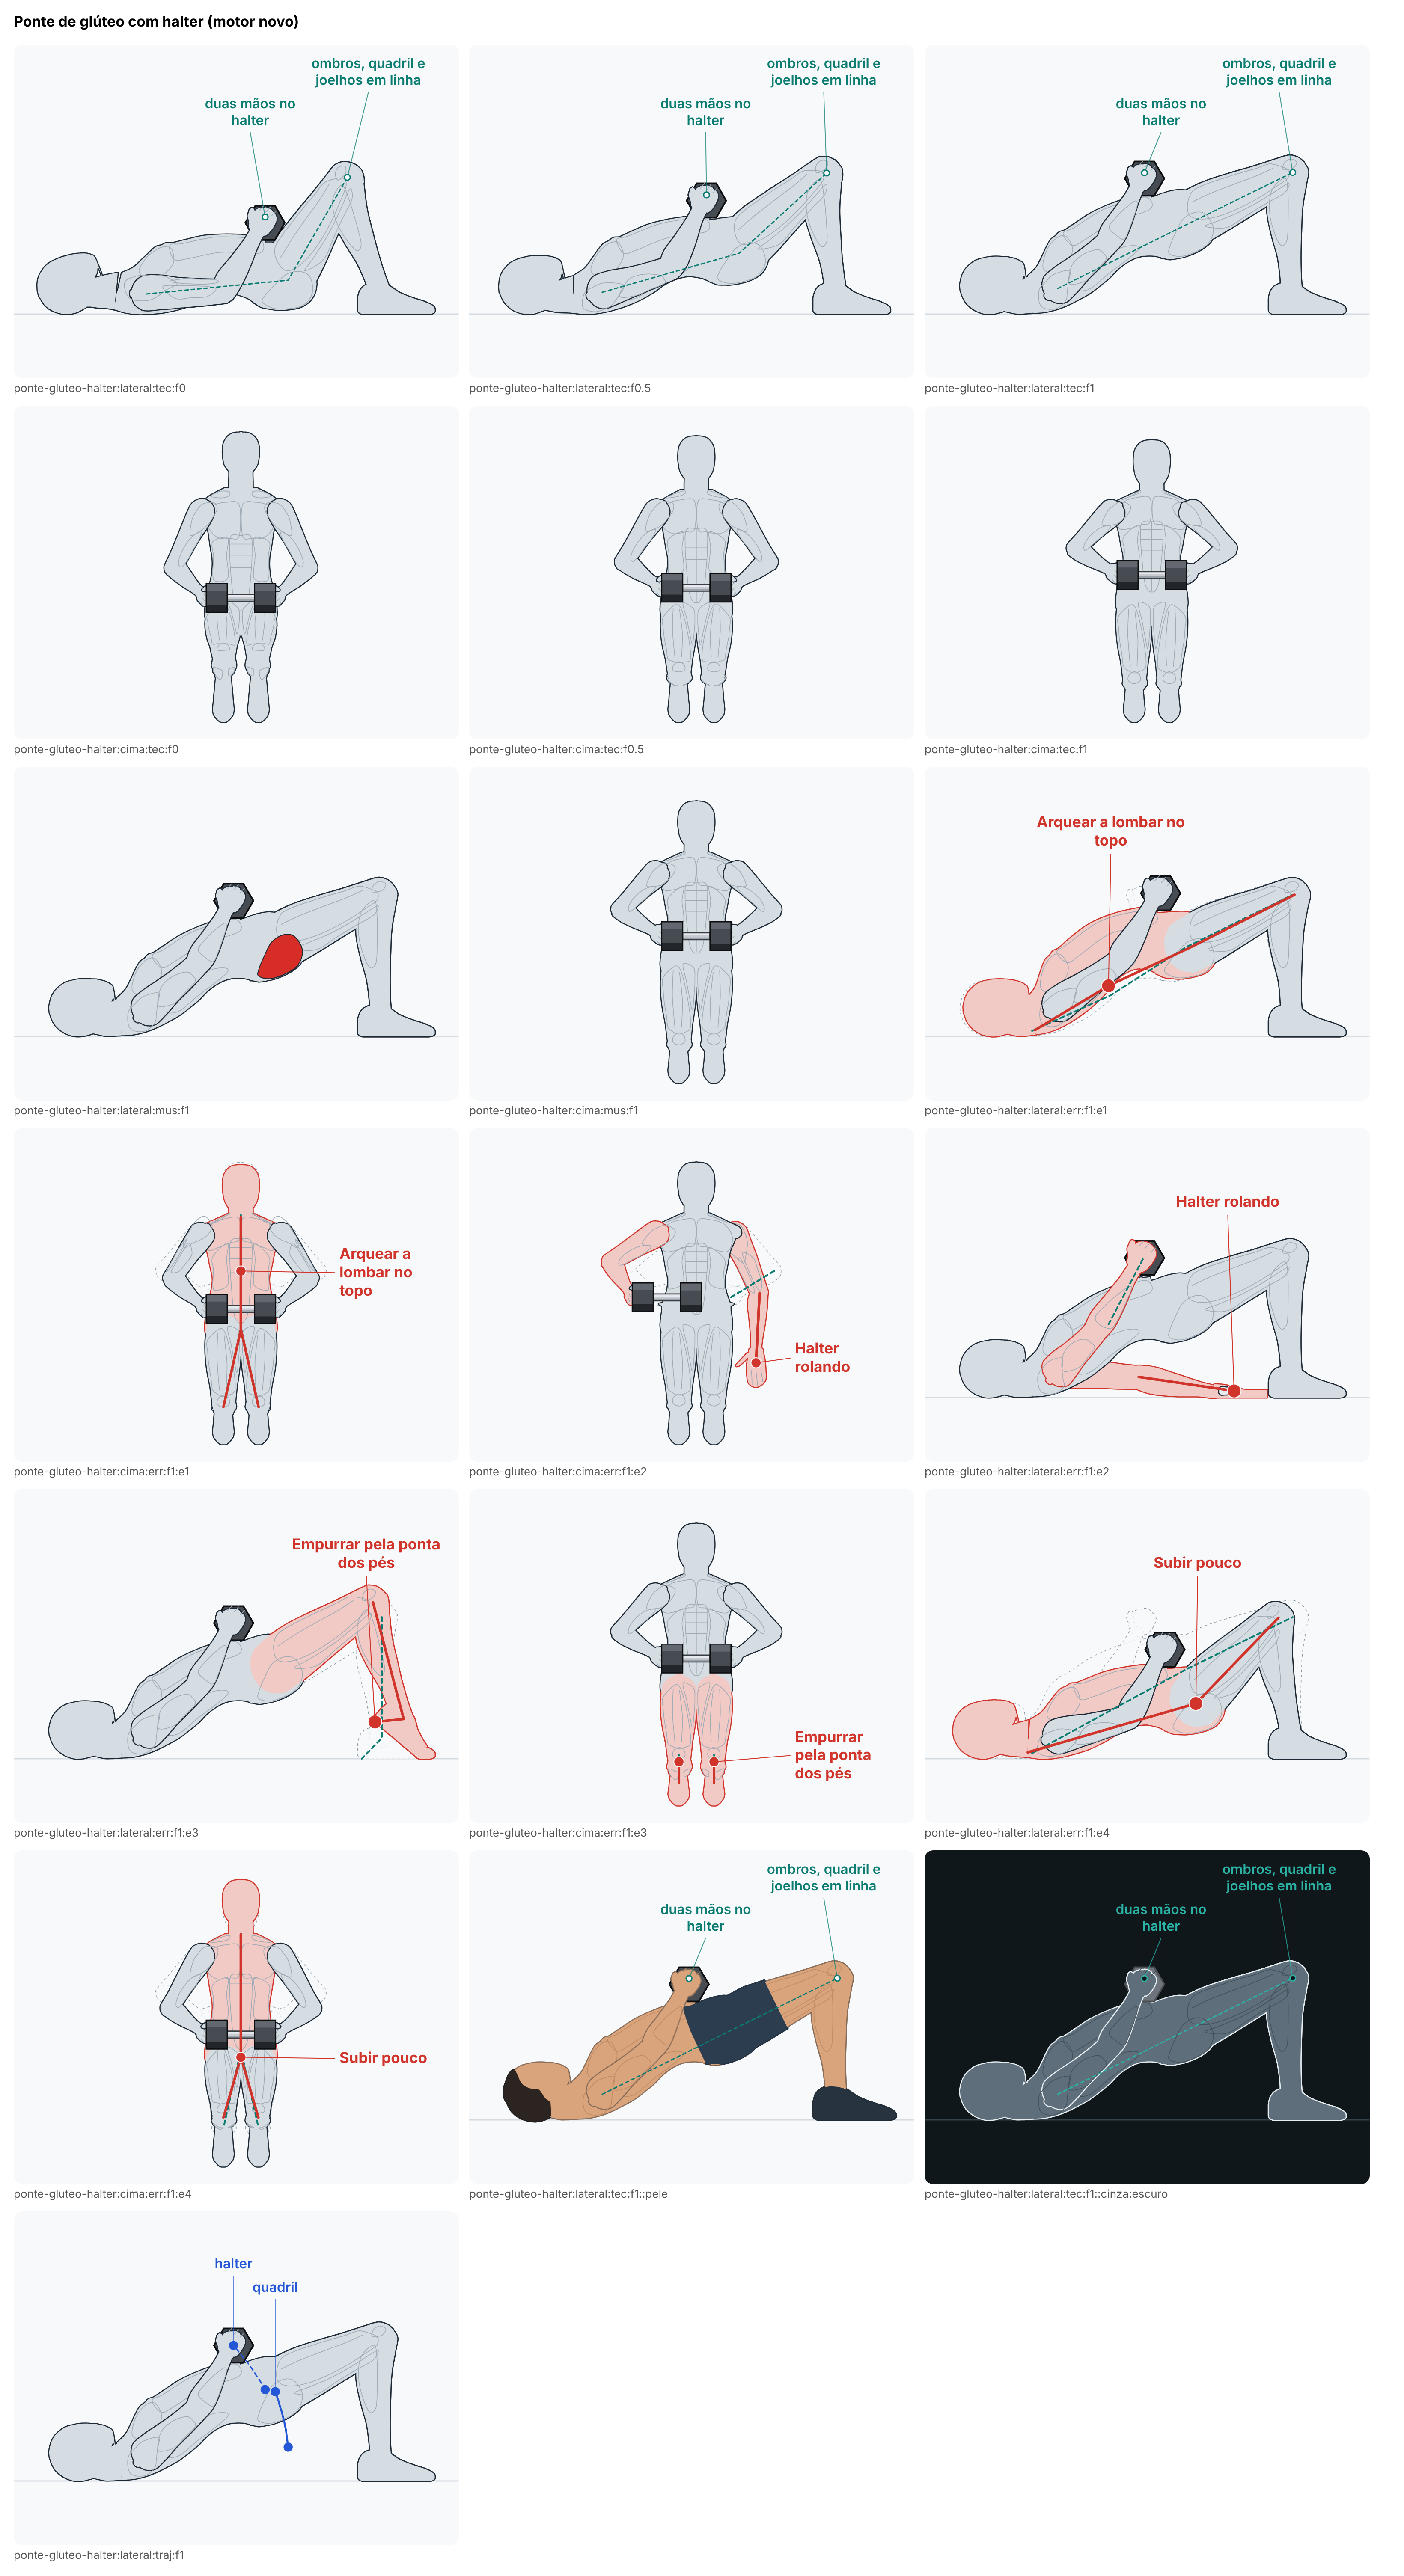 Ponte de glúteo com halter (motor novo)
ombros, quadril e
joelhos em linha
duas mãos no
halter
ponte-gluteo-halter:lateral:tec:f0
ombros, quadril e
joelhos em linha
duas mãos no
halter
ponte-gluteo-halter:lateral:tec:f0.5
ombros, quadril e
joelhos em linha
duas mãos no
halter
ponte-gluteo-halter:lateral:tec:f1
ponte-gluteo-halter:cima:tec:f0
ponte-gluteo-halter:cima:tec:f0.5
ponte-gluteo-halter:cima:tec:f1
ponte-gluteo-halter:lateral:mus:f1
ponte-gluteo-halter:cima:mus:f1
Arquear a lombar no
topo
ponte-gluteo-halter:lateral:err:f1:e1
Arquear a
lombar no
topo
ponte-gluteo-halter:cima:err:f1:e1
Halter
rolando
ponte-gluteo-halter:cima:err:f1:e2
Halter rolando
ponte-gluteo-halter:lateral:err:f1:e2
Empurrar pela ponta
dos pés
ponte-gluteo-halter:lateral:err:f1:e3
Empurrar
pela ponta
dos pés
ponte-gluteo-halter:cima:err:f1:e3
Subir pouco
ponte-gluteo-halter:lateral:err:f1:e4
Subir pouco
ponte-gluteo-halter:cima:err:f1:e4
ombros, quadril e
joelhos em linha
duas mãos no
halter
ponte-gluteo-halter:lateral:tec:f1::pele
ombros, quadril e
joelhos em linha
duas mãos no
halter
ponte-gluteo-halter:lateral:tec:f1::cinza:escuro
halter
quadril
ponte-gluteo-halter:lateral:traj:f1